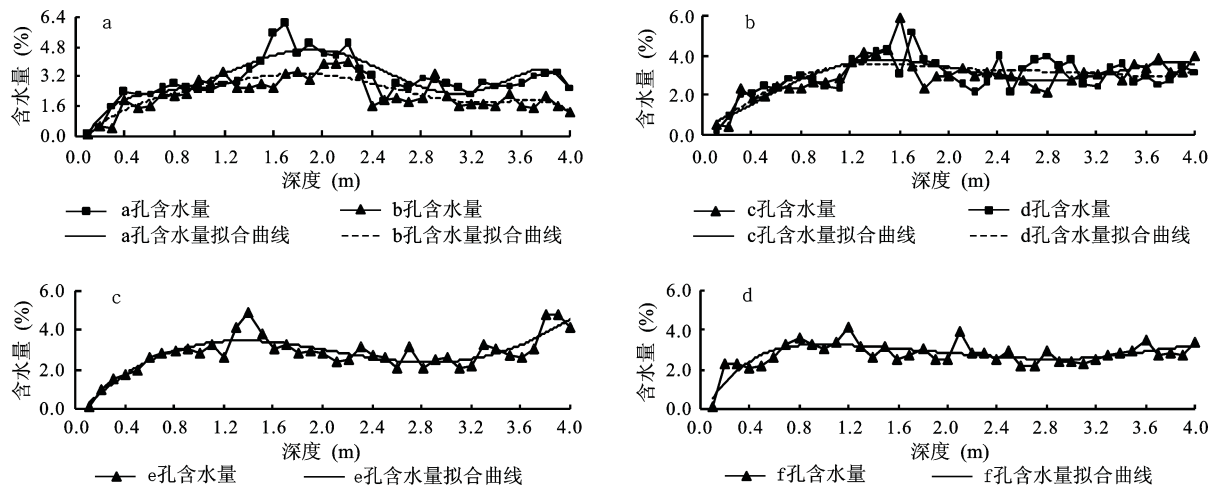 a
含水量 (%)
6.4
4.8
3.2
1.6
0.0
0.0 0.4 0.8 1.2 1.6 2.0 2.4 2.8 3.2 3.6 4.0
深度 (m)
a孔含水量 b孔含水量
a孔含水量拟合曲线 b孔含水量拟合曲线
b
含水量 (%)
6.0
4.0
2.0
0.0
0.0 0.4 0.8 1.2 1.6 2.0 2.4 2.8 3.2 3.6 4.0
深度 (m)
c孔含水量 d孔含水量
c孔含水量拟合曲线 d孔含水量拟合曲线
c
含水量 (%)
6.0
4.0
2.0
0.0
0.0 0.4 0.8 1.2 1.6 2.0 2.4 2.8 3.2 3.6 4.0
深度 (m)
e孔含水量 e孔含水量拟合曲线
d
含水量 (%)
6.0
4.0
2.0
0.0
0.0 0.4 0.8 1.2 1.6 2.0 2.4 2.8 3.2 3.6 4.0
深度 (m)
f孔含水量 f孔含水量拟合曲线